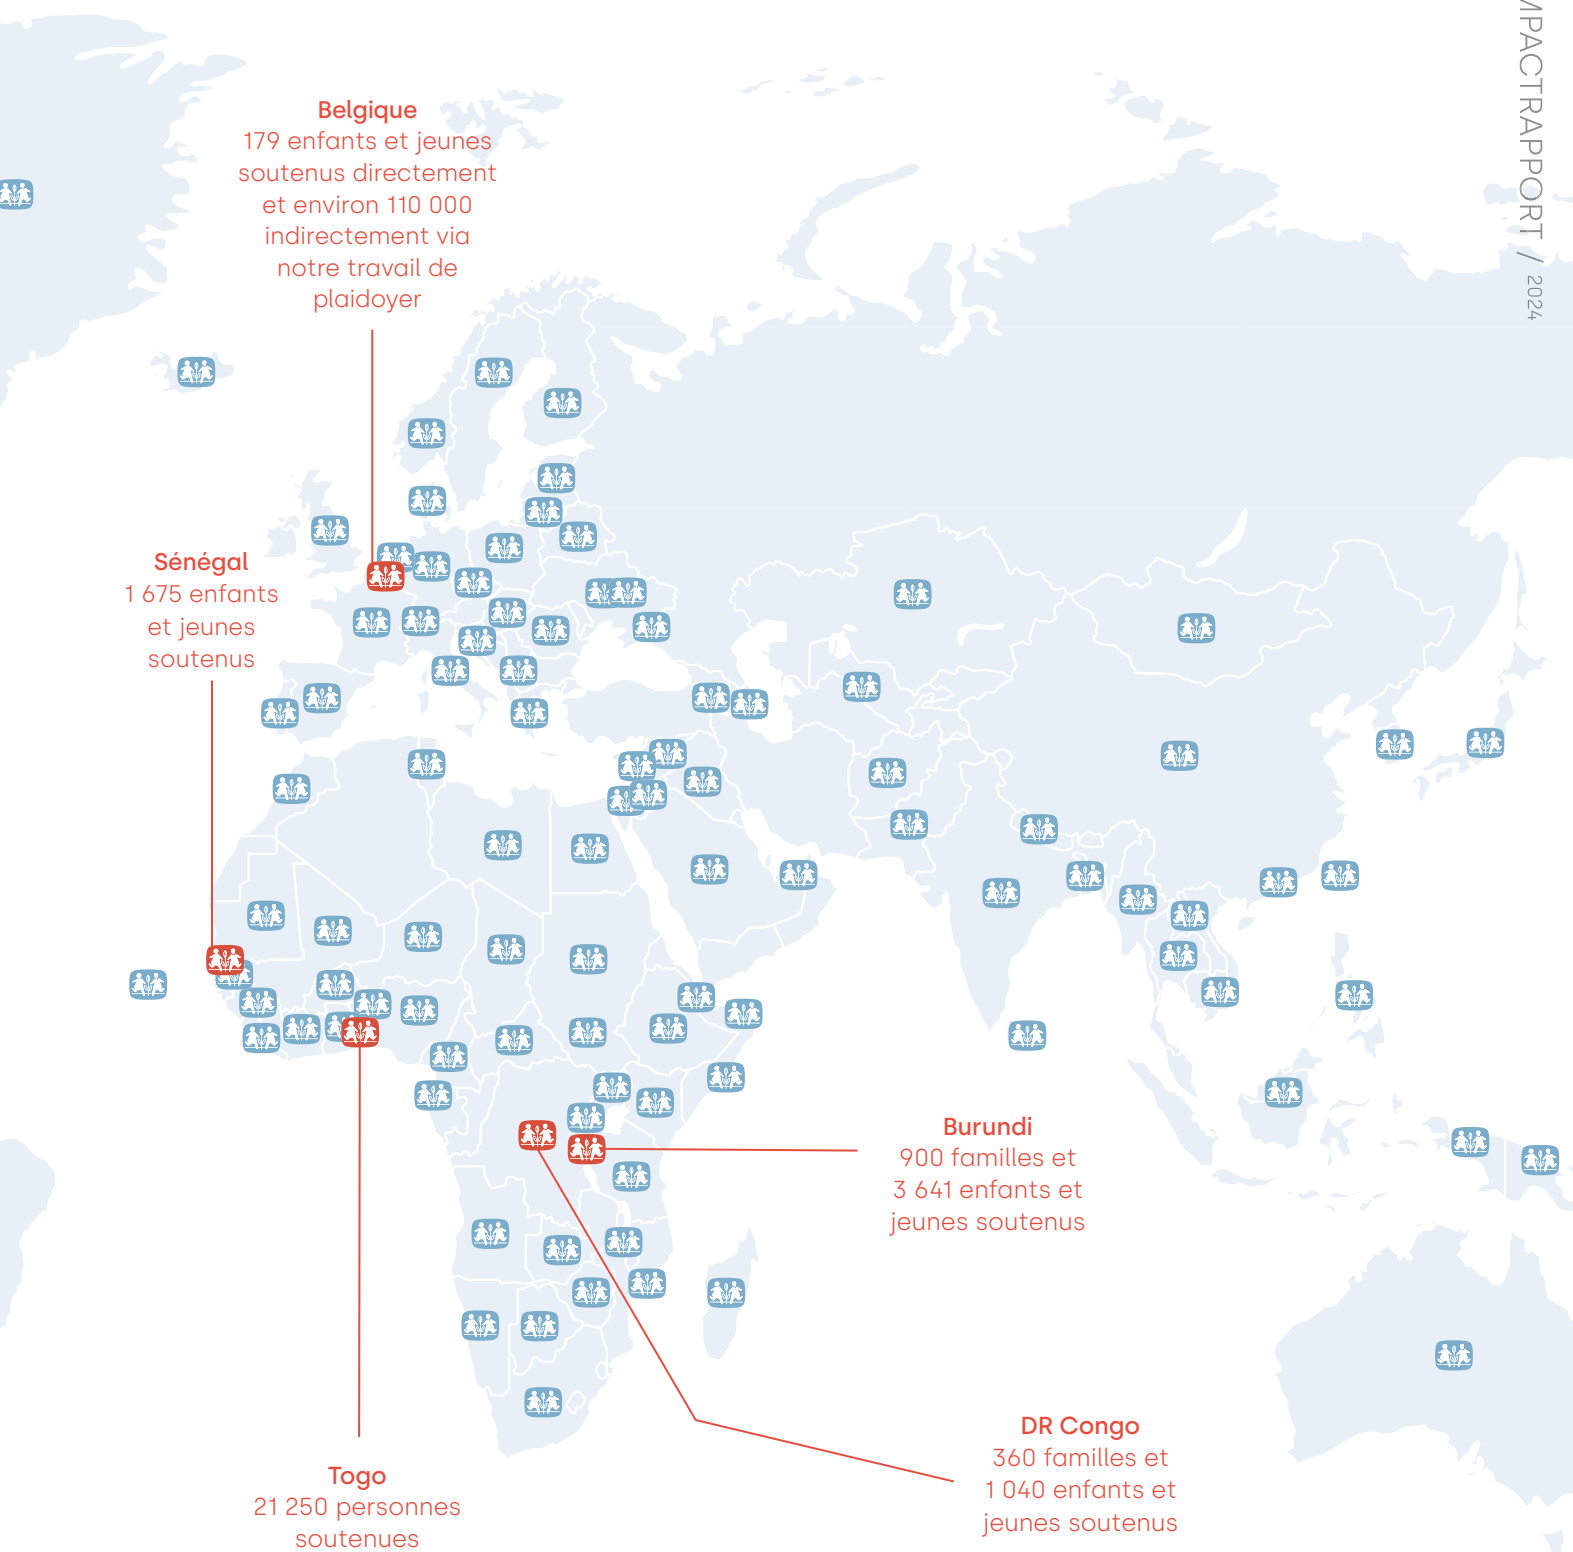 MPACTRAPPORT / 2024
Belgique
179 enfants et jeunes
soutenus directement
et environ 110 000
indirectement via
notre travail de
plaidoyer
Sénégal
1 675 enfants
et jeunes
soutenus
Burundi
900 familles et
3 641 enfants et
jeunes soutenus
DR Congo
360 familles et
1 040 enfants et
jeunes soutenus
Togo
21 250 personnes
soutenues